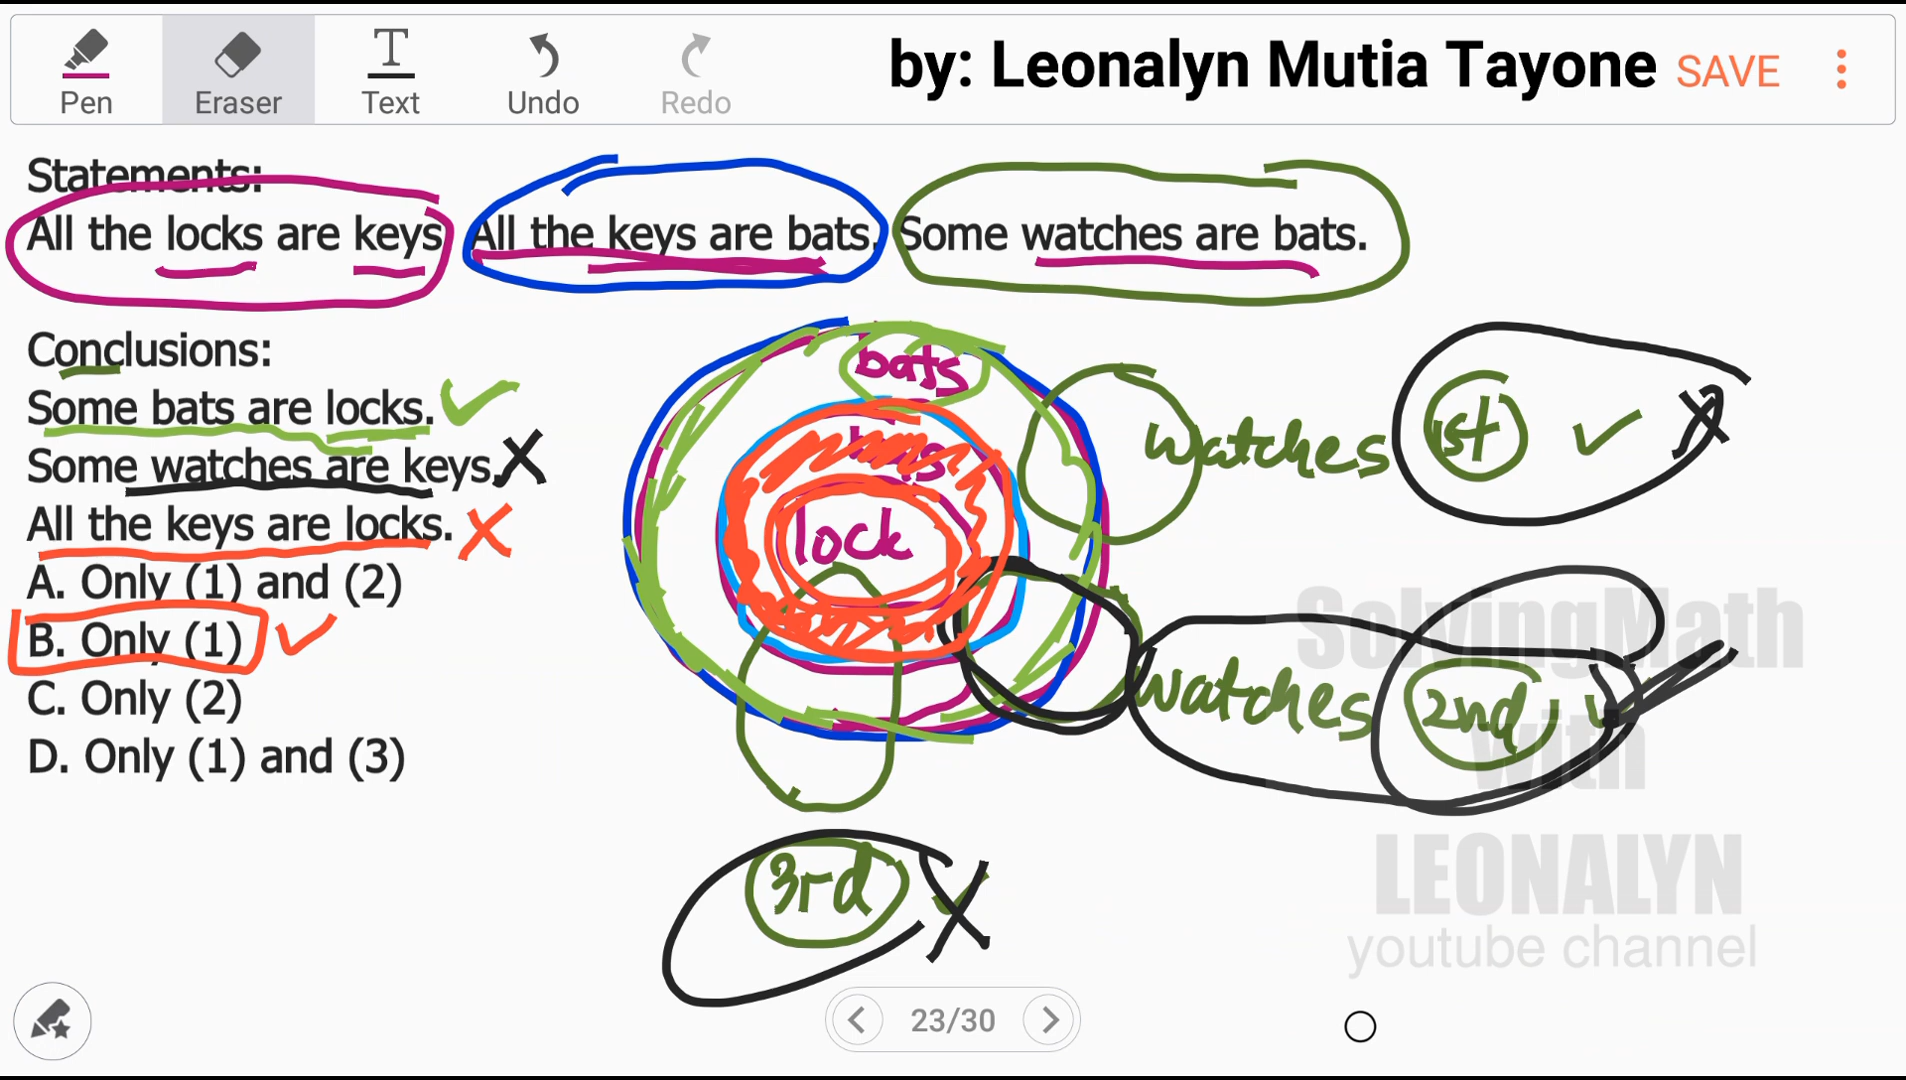 by: Leonalyn Mutia Tayone
SAVE
Pen
Eraser
Text
Undo
Redo
Statements:
All the locks are keys. All the keys are bats. Some watches are bats.
Conclusions:
Some bats are locks.
Some watches are keys.
All the keys are locks.
A. Only (1) and (2)
B. Only (1)
C. Only (2)
D. Only (1) and (3)
bats
lock
watches
1st
watches
2nd
3rd
SolvingMath
with
LEONALYN
youtube channel
23/30